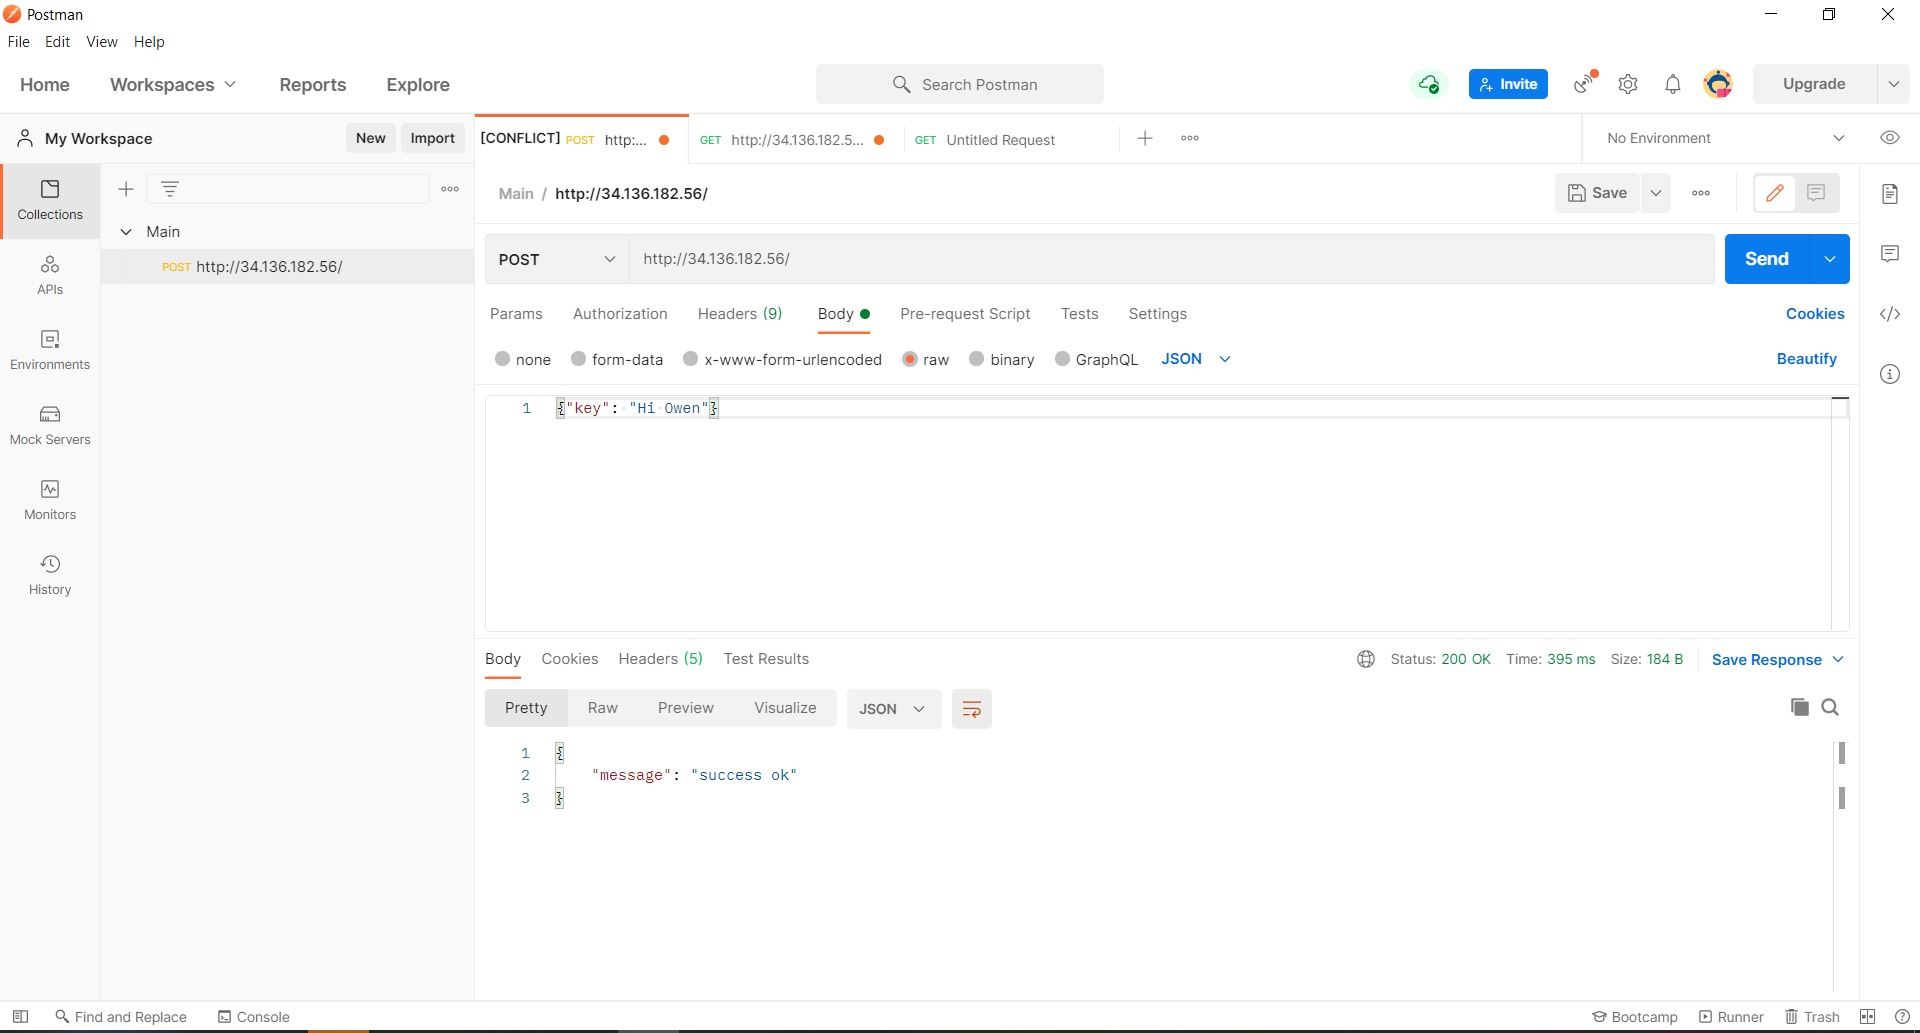 Postman
File Edit View Help
Home Workspaces Reports Explore Search Postman Invite Upgrade
My Workspace New Import [CONFLICT] POST http:... GET http://34.136.182.5... GET Untitled Request No Environment
Collections
APIs
Environments
Mock Servers
Monitors
History
Main
POST http://34.136.182.56/
Main / http://34.136.182.56/ Save
POST http://34.136.182.56/ Send
Params Authorization Headers (9) Body Pre-request Script Tests Settings Cookies
none form-data x-www-form-urlencoded raw binary GraphQL JSON Beautify
1 {"key": "Hi Owen"}
Body Cookies Headers (5) Test Results Status: 200 OK Time: 395 ms Size: 184 B Save Response
Pretty Raw Preview Visualize JSON
1 {
2 "message": "success ok"
3 }
Find and Replace Console Bootcamp Runner Trash